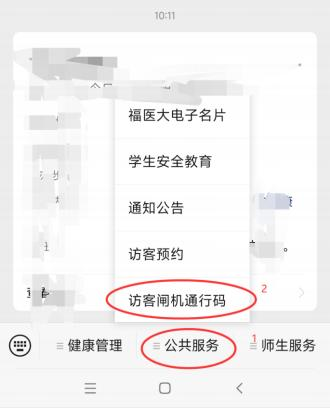 10:11
福医大电子名片
学生安全教育
通知公告
访客预约
访客闸机通行码
2
健康管理
公共服务
1
师生服务